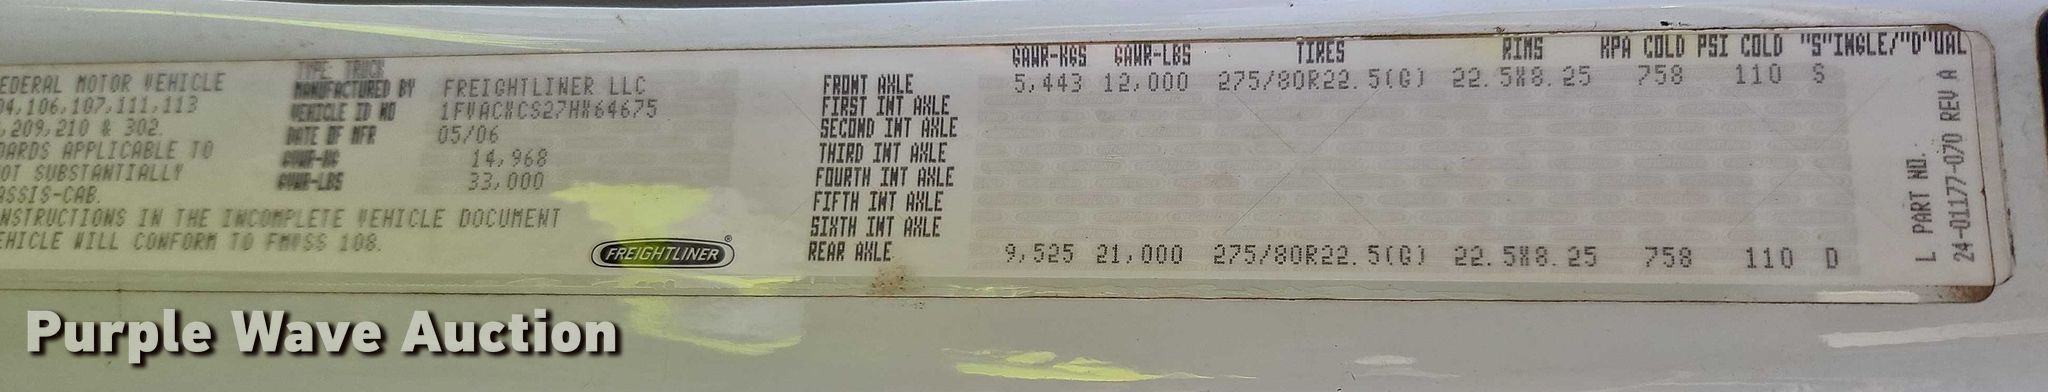 EDERAL MOTOR VEHICLE
04,106,107,111,113
,209,210 & 302.
DARDS APPLICABLE TO
OT SUBSTANTIALLY
ASSIS-CAB.
NSTRUCTIONS IN THE INCOMPLETE VEHICLE DOCUMENT
EHICLE WILL CONFORM TO FMVSS 108.
TYPE: TRUCK
MANUFACTURED BY FREIGHTLINER LLC
VEHICLE ID NO 1FVACXCS27HX64675
DATE OF MFR 05/06
GVWR-KG 14,968
GVWR-LBS 33,000
FREIGHTLINER®
GAWR-KGS GAWR-LBS TIRES RIMS KPA COLD PSI COLD "S"INGLE/"D"UAL
FRONT AXLE 5,443 12,000 275/80R22.5(G) 22.5X8.25 758 110 S
FIRST INT AXLE
SECOND INT AXLE
THIRD INT AXLE
FOURTH INT AXLE
FIFTH INT AXLE
SIXTH INT AXLE
REAR AXLE 9,525 21,000 275/80R22.5(G) 22.5X8.25 758 110 D
L PART NO.
24-01177-070 REV A
Purple Wave Auction